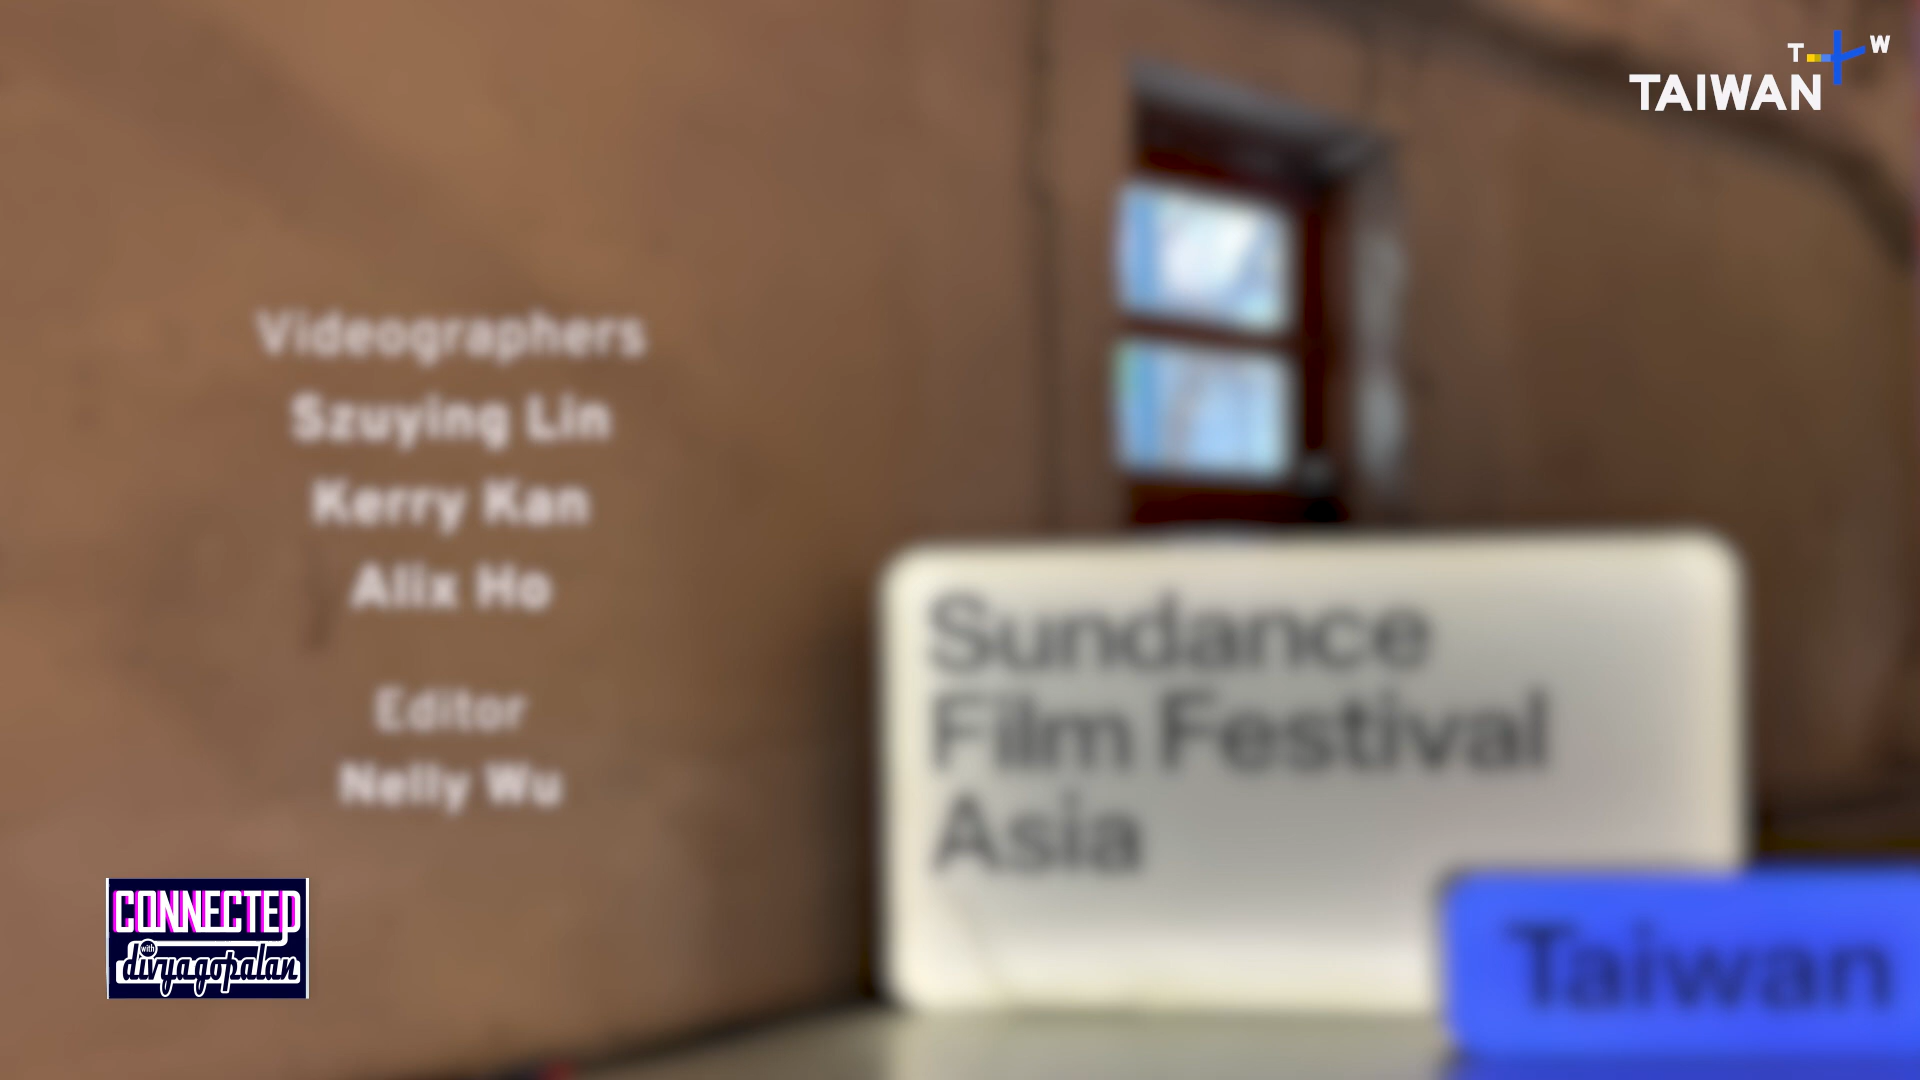 T W
TAIWAN
Videographers
Szuying Lin
Kerry Kan
Alix Ho
Editor
Nelly Wu
Sundance
Film Festival
Asia
Taiwan
CONNECTED
with
divyagopalan